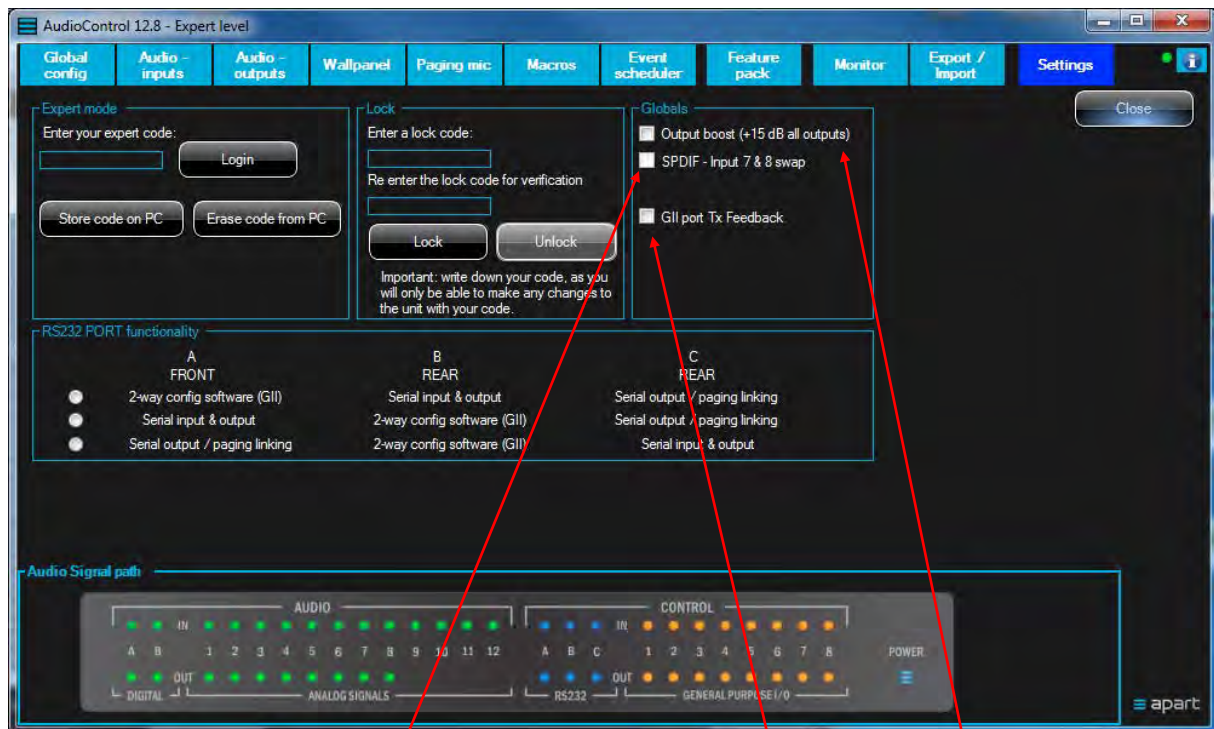 AudioControl 12.8 - Expert level
Global config
Audio - inputs
Audio - outputs
Wallpanel
Paging mic
Macros
Event scheduler
Feature pack
Monitor
Export / Import
Settings
i
Close
Expert mode
Enter your expert code:
Login
Store code on PC
Erase code from PC
Lock
Enter a lock code:
Re enter the lock code for verification
Lock
Unlock
Important: write down your code, as you
will only be able to make any changes to
the unit with your code.
Globals
Output boost (+15 dB all outputs)
SPDIF - Input 7 & 8 swap
GII port Tx Feedback
RS232 PORT functionality
A B C
FRONT REAR REAR
2-way config software (GII) Serial input & output Serial output / paging linking
Serial input & output 2-way config software (GII) Serial output / paging linking
Serial output / paging linking 2-way config software (GII) Serial input & output
Audio Signal path
AUDIO CONTROL
IN IN
A B 1 2 3 4 5 6 7 8 9 10 11 12 A B C 1 2 3 4 5 6 7 8 POWER
OUT OUT
DIGITAL ANALOG SIGNALS RS232 GENERAL PURPOSE I/O
apart